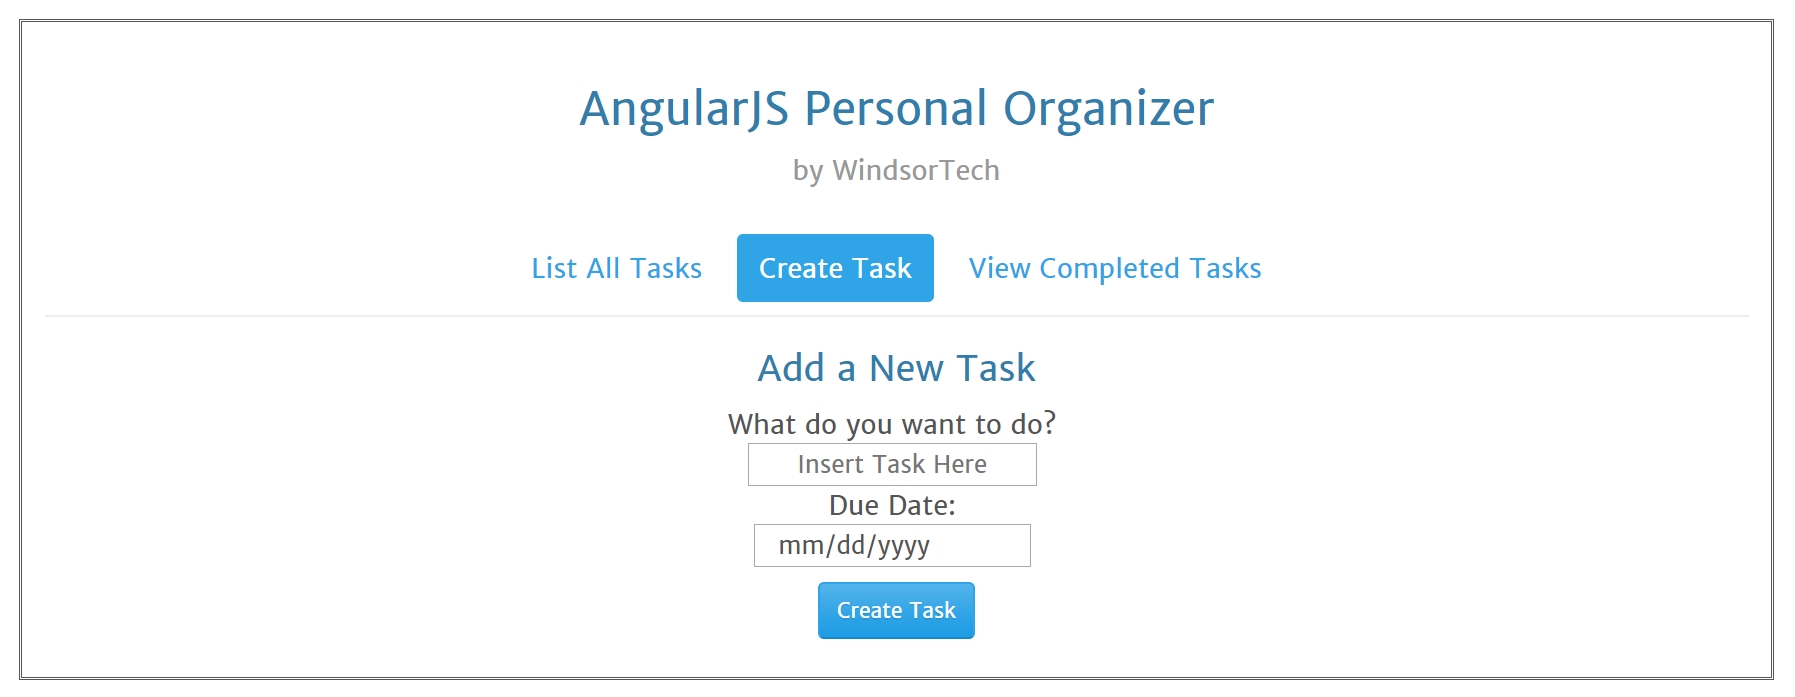 AngularJS Personal Organizer
by WindsorTech
List All Tasks Create Task View Completed Tasks
Add a New Task
What do you want to do?
Insert Task Here
Due Date:
mm/dd/yyyy
Create Task